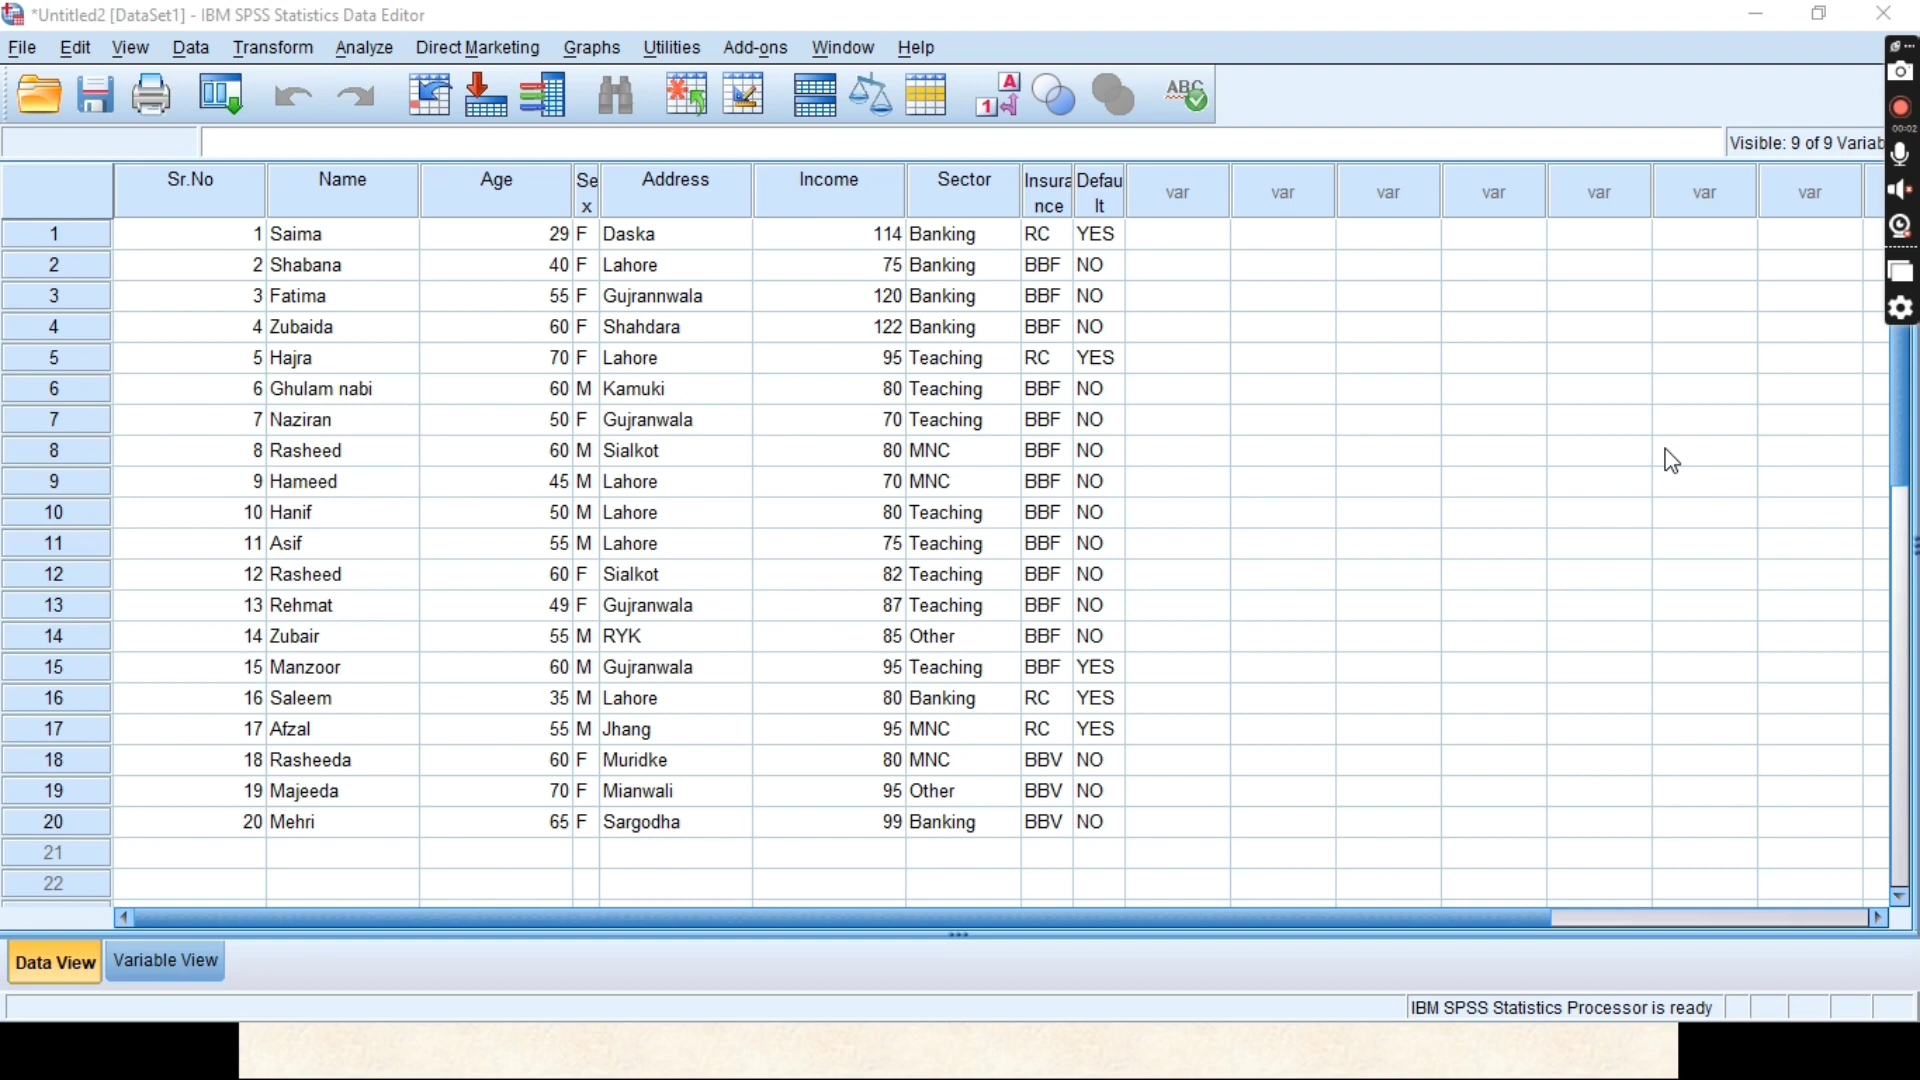 *Untitled2 [DataSet1] - IBM SPSS Statistics Data Editor
File Edit View Data Transform Analyze Direct Marketing Graphs Utilities Add-ons Window Help
1 A ABC
00:02
Visible: 9 of 9 Variab
Sr.No Name Age Sex Address Income Sector Insurance Default var var var var var var var
1 1 Saima 29 F Daska 114 Banking RC YES
2 2 Shabana 40 F Lahore 75 Banking BBF NO
3 3 Fatima 55 F Gujrannwala 120 Banking BBF NO
4 4 Zubaida 60 F Shahdara 122 Banking BBF NO
5 5 Hajra 70 F Lahore 95 Teaching RC YES
6 6 Ghulam nabi 60 M Kamuki 80 Teaching BBF NO
7 7 Naziran 50 F Gujranwala 70 Teaching BBF NO
8 8 Rasheed 60 M Sialkot 80 MNC BBF NO
9 9 Hameed 45 M Lahore 70 MNC BBF NO
10 10 Hanif 50 M Lahore 80 Teaching BBF NO
11 11 Asif 55 M Lahore 75 Teaching BBF NO
12 12 Rasheed 60 F Sialkot 82 Teaching BBF NO
13 13 Rehmat 49 F Gujranwala 87 Teaching BBF NO
14 14 Zubair 55 M RYK 85 Other BBF NO
15 15 Manzoor 60 M Gujranwala 95 Teaching BBF YES
16 16 Saleem 35 M Lahore 80 Banking RC YES
17 17 Afzal 55 M Jhang 95 MNC RC YES
18 18 Rasheeda 60 F Muridke 80 MNC BBV NO
19 19 Majeeda 70 F Mianwali 95 Other BBV NO
20 20 Mehri 65 F Sargodha 99 Banking BBV NO
21
22
Data View Variable View
IBM SPSS Statistics Processor is ready